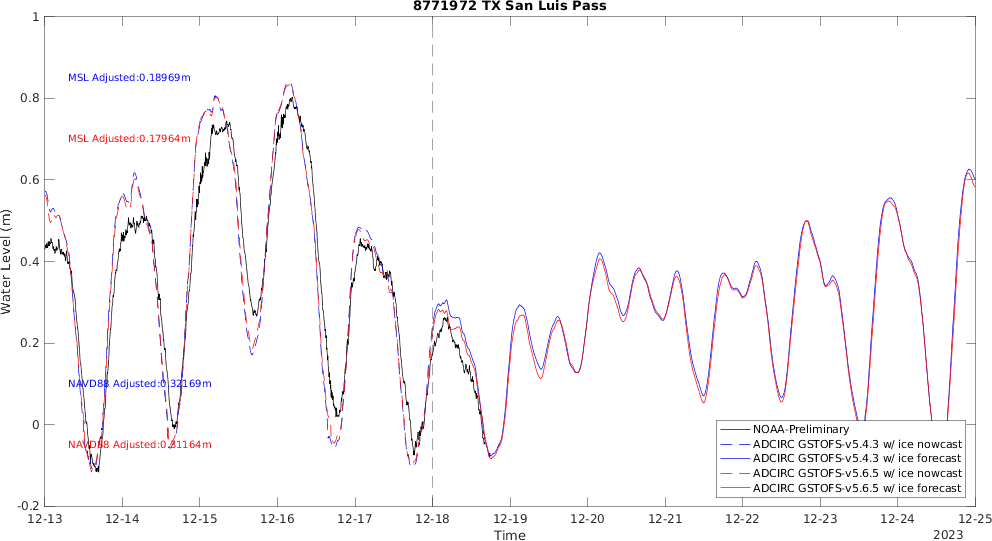 8771972 TX San Luis Pass
1
0.8
0.6
0.4
0.2
0
-0.2
Water Level (m)
MSL Adjusted:0.18969m
MSL Adjusted:0.17964m
NAVD88 Adjusted:0.32169m
NAVD88 Adjusted:0.31164m
NOAA-Preliminary
ADCIRC GSTOFS-v5.4.3 w/ ice nowcast
ADCIRC GSTOFS-v5.4.3 w/ ice forecast
ADCIRC GSTOFS-v5.6.5 w/ ice nowcast
ADCIRC GSTOFS-v5.6.5 w/ ice forecast
12-13 12-14 12-15 12-16 12-17 12-18 12-19 12-20 12-21 12-22 12-23 12-24 12-25
Time
2023